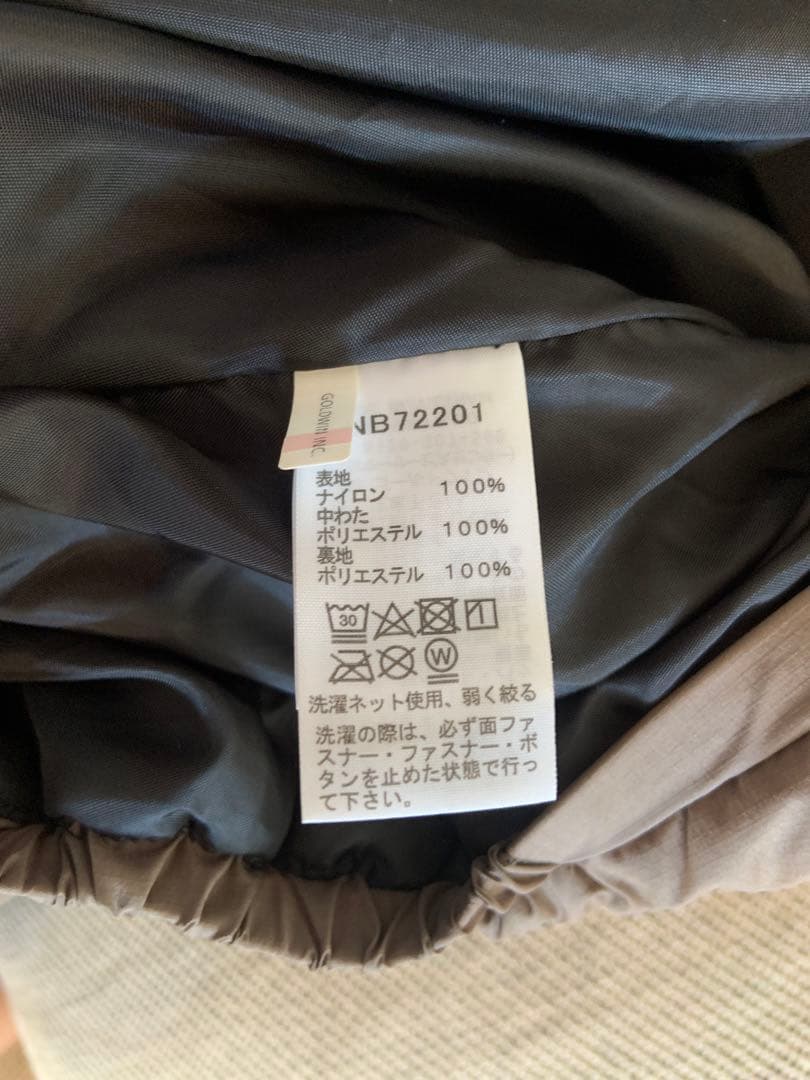 GOLDWIN INC.
NB72201
表地
ナイロン 100%
中わた
ポリエステル 100%
裏地
ポリエステル 100%
30
W
洗濯ネット使用、弱く絞る
洗濯の際は、必ず面ファ
スナー・ファスナー・ボ
タンを止めた状態で行っ
て下さい。